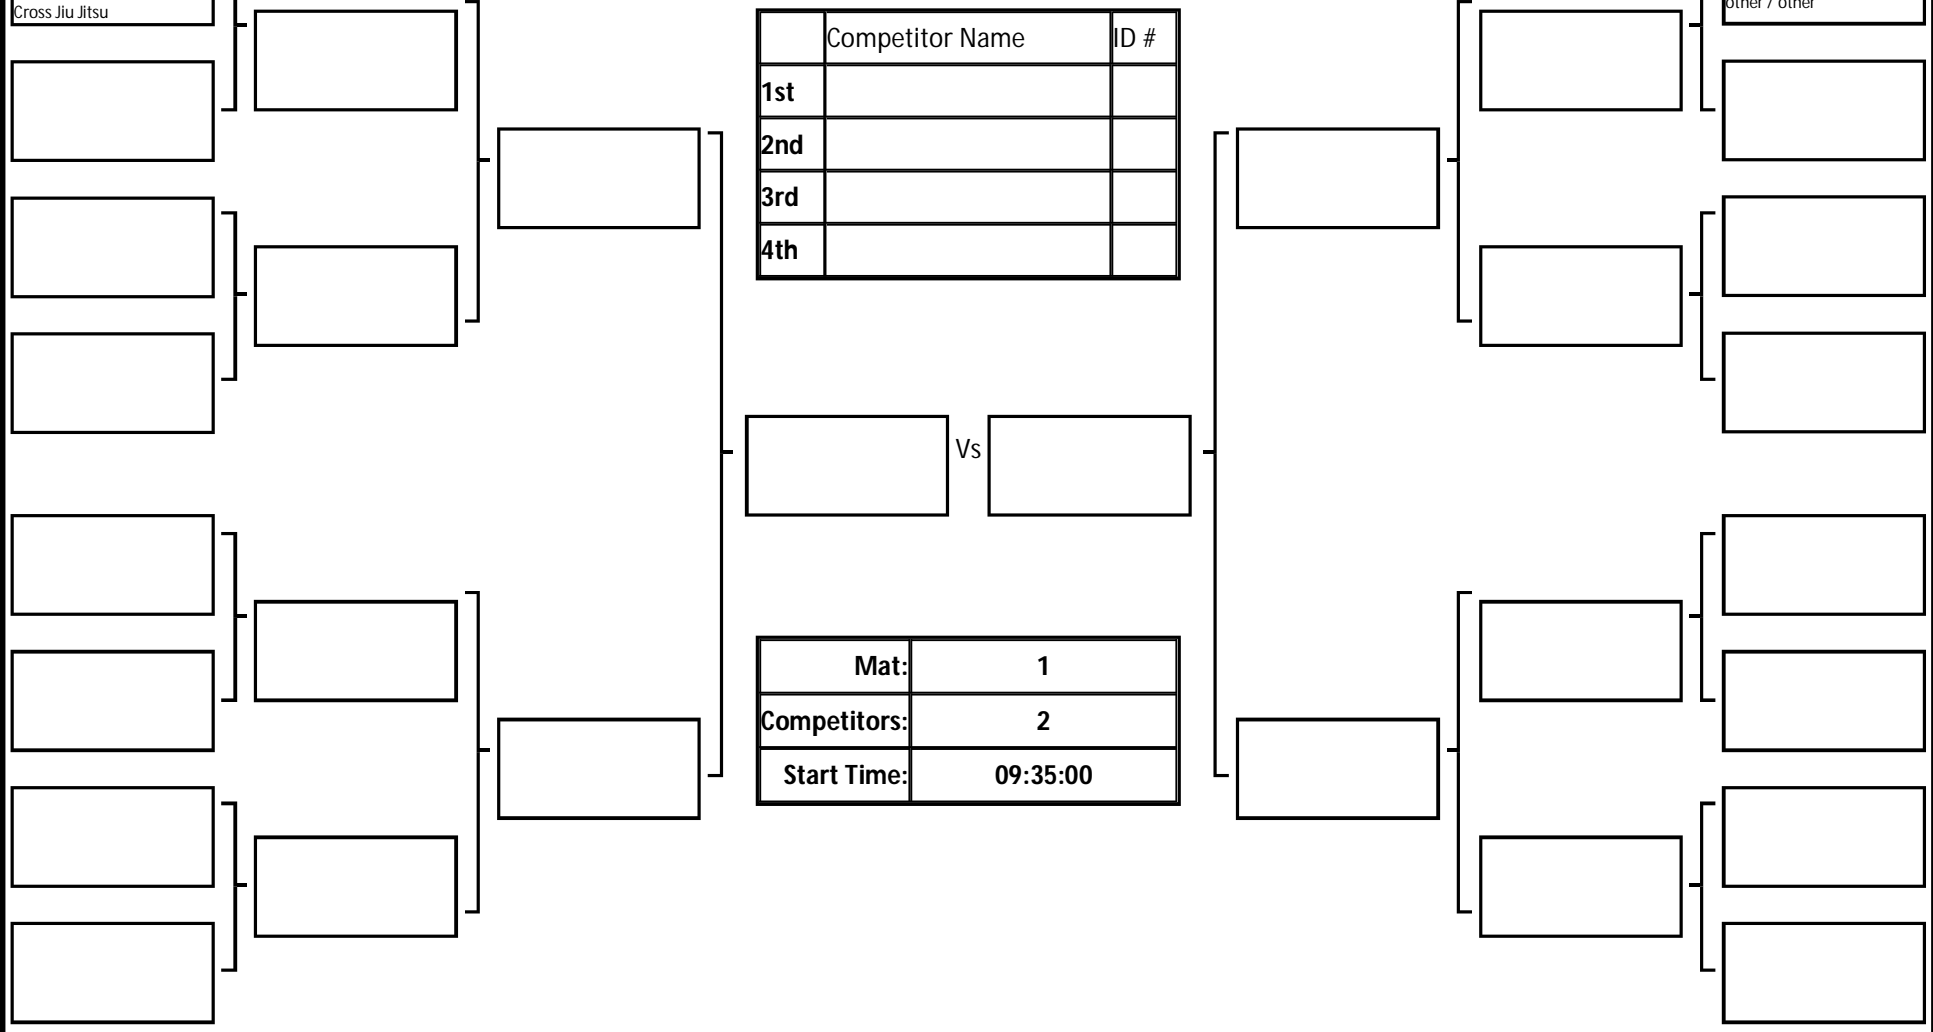 Cross Jiu Jitsu
other / other
Competitor Name ID #
1st
2nd
3rd
4th
Vs
Mat: 1
Competitors: 2
Start Time: 09:35:00